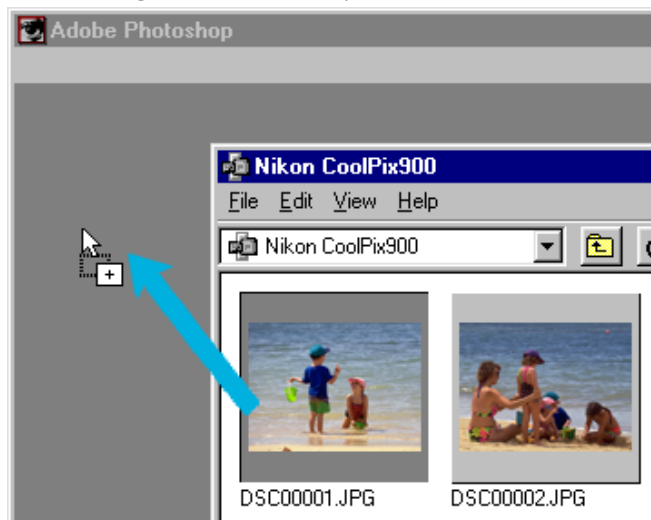 Adobe Photoshop
Nikon CoolPix900
File Edit View Help
Nikon CoolPix900
DSC00001.JPG DSC00002.JPG